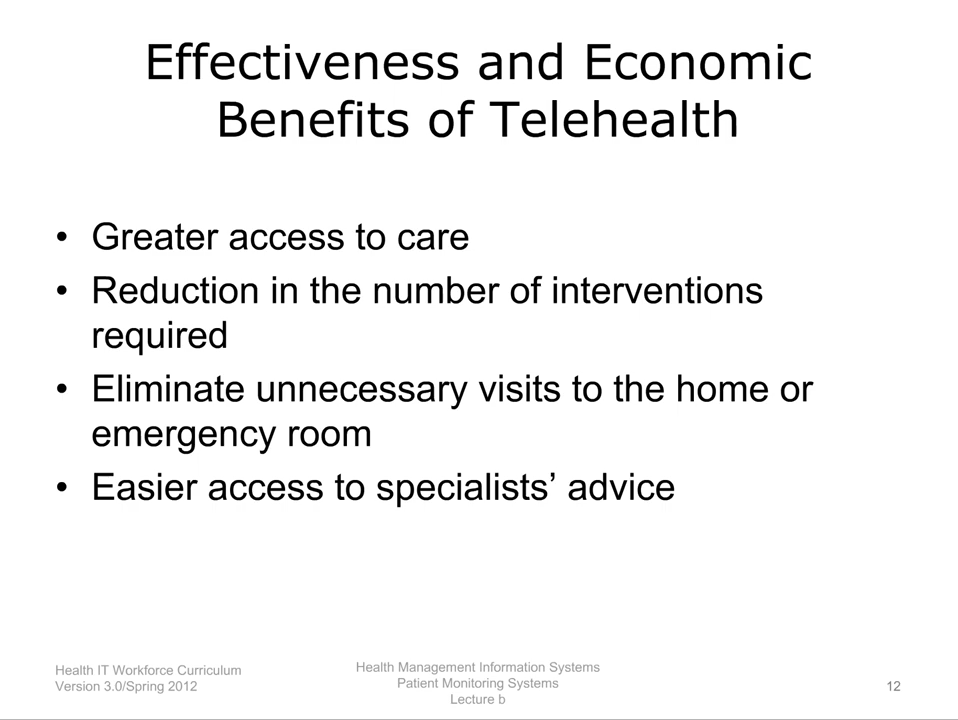 Effectiveness and Economic
Benefits of Telehealth
• Greater access to care
• Reduction in the number of interventions
required
• Eliminate unnecessary visits to the home or
emergency room
• Easier access to specialists’ advice
Health IT Workforce Curriculum
Version 3.0/Spring 2012
Health Management Information Systems
Patient Monitoring Systems
Lecture b
12